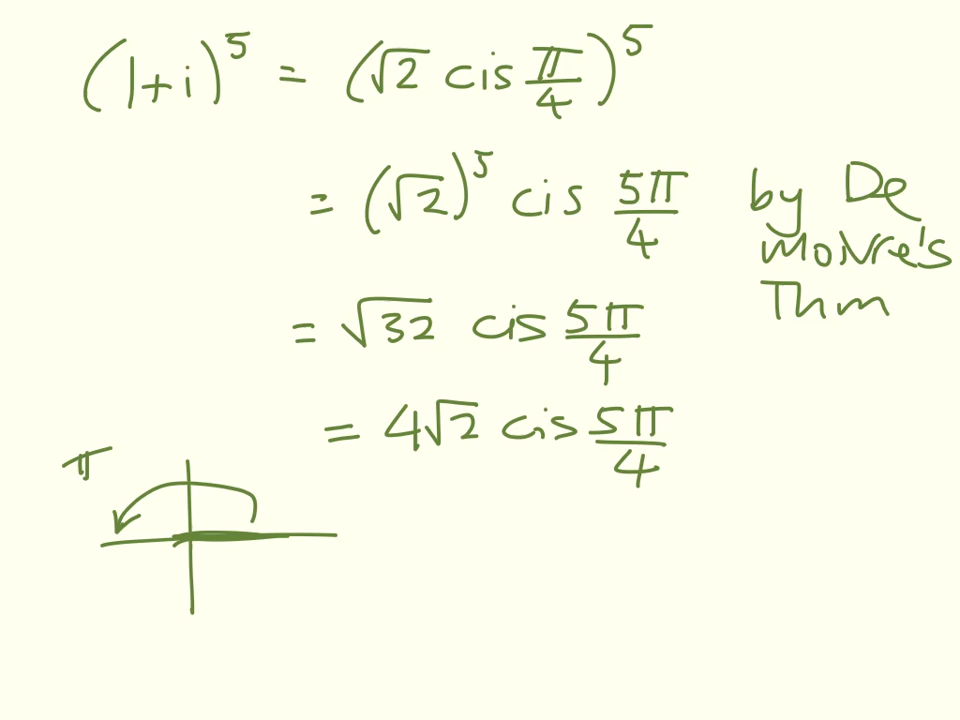 (1+i)^5 = (√2 cis π/4)^5
= (√2)^5 cis 5π/4 by De
Moivre's
Thm
= √32 cis 5π/4
= 4√2 cis 5π/4
π